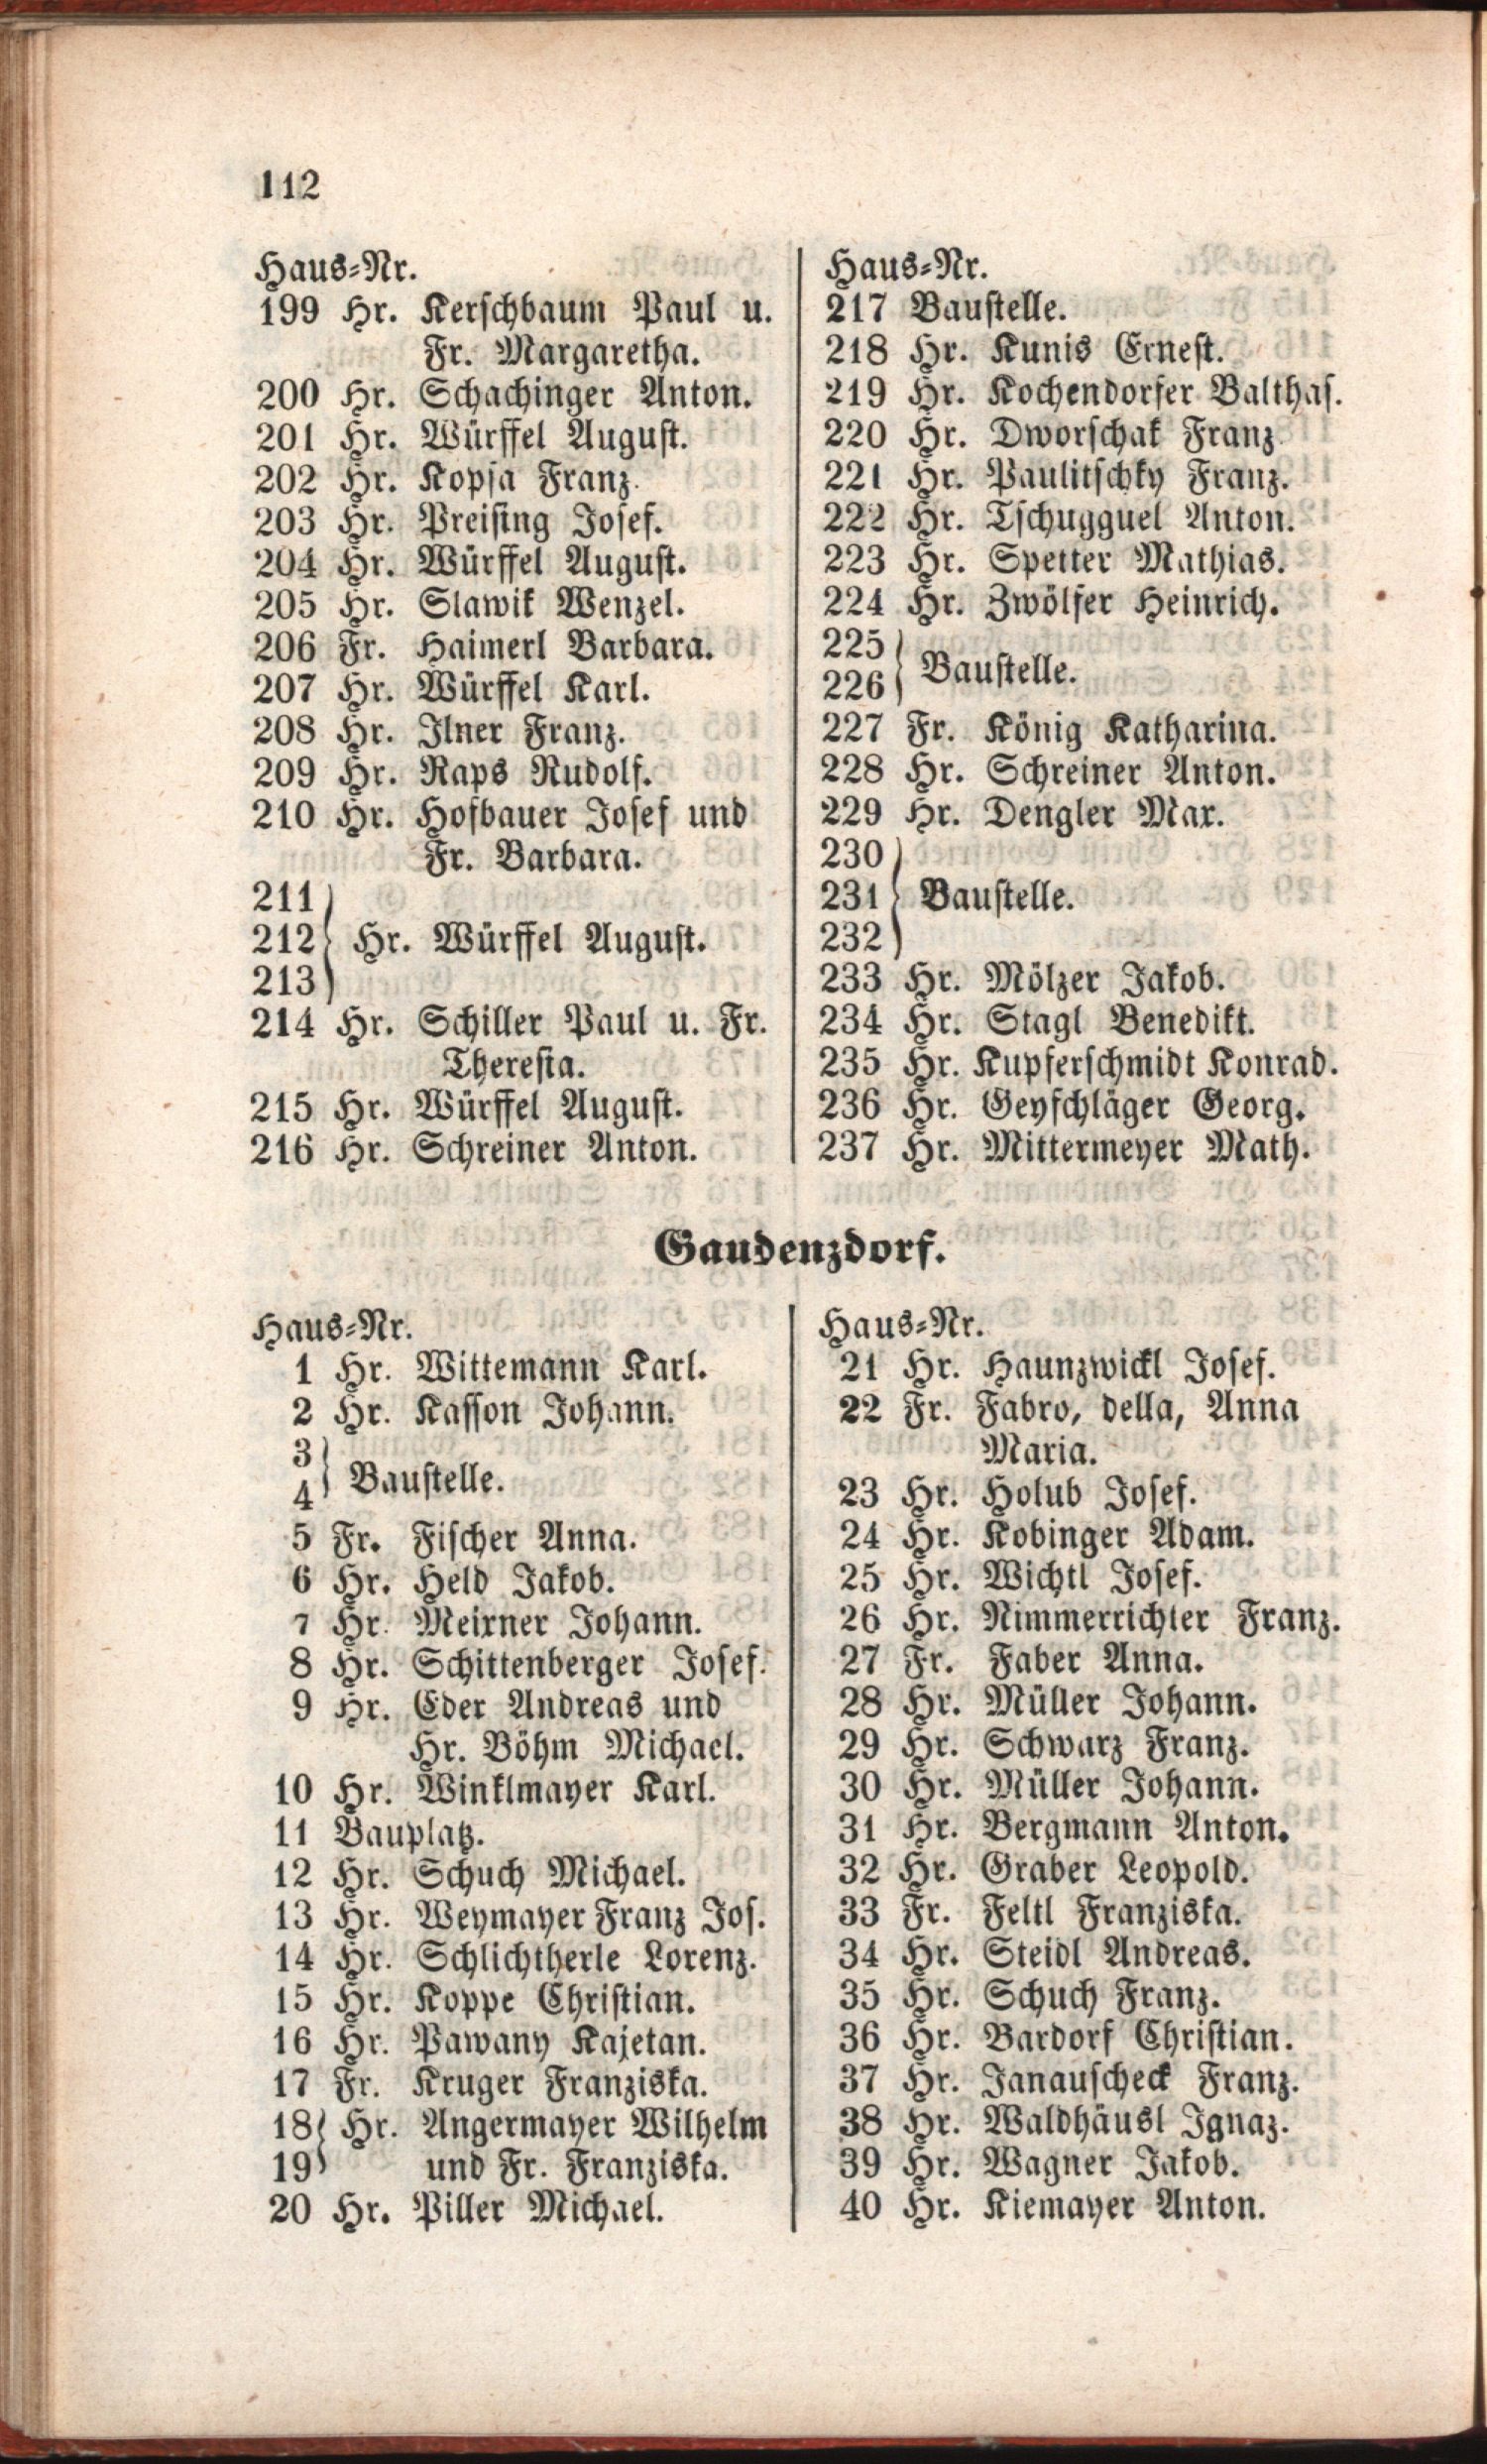 112
Haus-Nr.
199 Hr. Kerschbaum Paul u.
Fr. Margaretha.
200 Hr. Schachinger Anton.
201 Hr. Würffel August.
202 Hr. Kopsa Franz.
203 Hr. Preising Josef.
204 Hr. Würffel August.
205 Hr. Slawik Wenzel.
206 Fr. Haimerl Barbara.
207 Hr. Würffel Karl.
208 Hr. Ilner Franz.
209 Hr. Raps Rudolf.
210 Hr. Hofbauer Josef und
Fr. Barbara.
211
212 Hr. Würffel August.
213
214 Hr. Schiller Paul u. Fr.
Theresia.
215 Hr. Würffel August.
216 Hr. Schreiner Anton.
Haus-Nr.
217 Baustelle.
218 Hr. Kunis Ernest.
219 Hr. Kochendorfer Balthas.
220 Hr. Dworschak Franz
221 Hr. Paulitschky Franz.
222 Hr. Tschugguel Anton.
223 Hr. Spetter Mathias.
224 Hr. Zwölfer Heinrich.
225
226 Baustelle.
227 Fr. König Katharina.
228 Hr. Schreiner Anton.
229 Hr. Dengler Max.
230
231 Baustelle.
232
233 Hr. Mölzer Jakob.
234 Hr. Stagl Benedikt.
235 Hr. Kupferschmidt Konrad.
236 Hr. Geyschläger Georg.
237 Hr. Mittermeyer Math.
Gaudenzdorf.
Haus-Nr.
1 Hr. Wittemann Karl.
2 Hr. Kasson Johann.
3
4 Baustelle.
5 Fr. Fischer Anna.
6 Hr. Held Jakob.
7 Hr. Meixner Johann.
8 Hr. Schittenberger Josef.
9 Hr. Eder Andreas und
Hr. Böhm Michael.
10 Hr. Winklmayer Karl.
11 Bauplatz.
12 Hr. Schuch Michael.
13 Hr. Weymayer Franz Jos.
14 Hr. Schlichtherle Lorenz.
15 Hr. Koppe Christian.
16 Hr. Pawany Kajetan.
17 Fr. Kruger Franziska.
18 Hr. Angermayer Wilhelm
19 und Fr. Franziska.
20 Hr. Piller Michael.
Haus-Nr.
21 Hr. Haunzwickl Josef.
22 Fr. Fabro, della, Anna
Maria.
23 Hr. Holub Josef.
24 Hr. Kobinger Adam.
25 Hr. Wichtl Josef.
26 Hr. Nimmerrichter Franz.
27 Fr. Faber Anna.
28 Hr. Müller Johann.
29 Hr. Schwarz Franz.
30 Hr. Müller Johann.
31 Hr. Bergmann Anton.
32 Hr. Graber Leopold.
33 Fr. Feltl Franziska.
34 Hr. Steidl Andreas.
35 Hr. Schuch Franz.
36 Hr. Bardorf Christian.
37 Hr. Janauscheck Franz.
38 Hr. Waldhäusl Ignaz.
39 Hr. Wagner Jakob.
40 Hr. Kiemayer Anton.